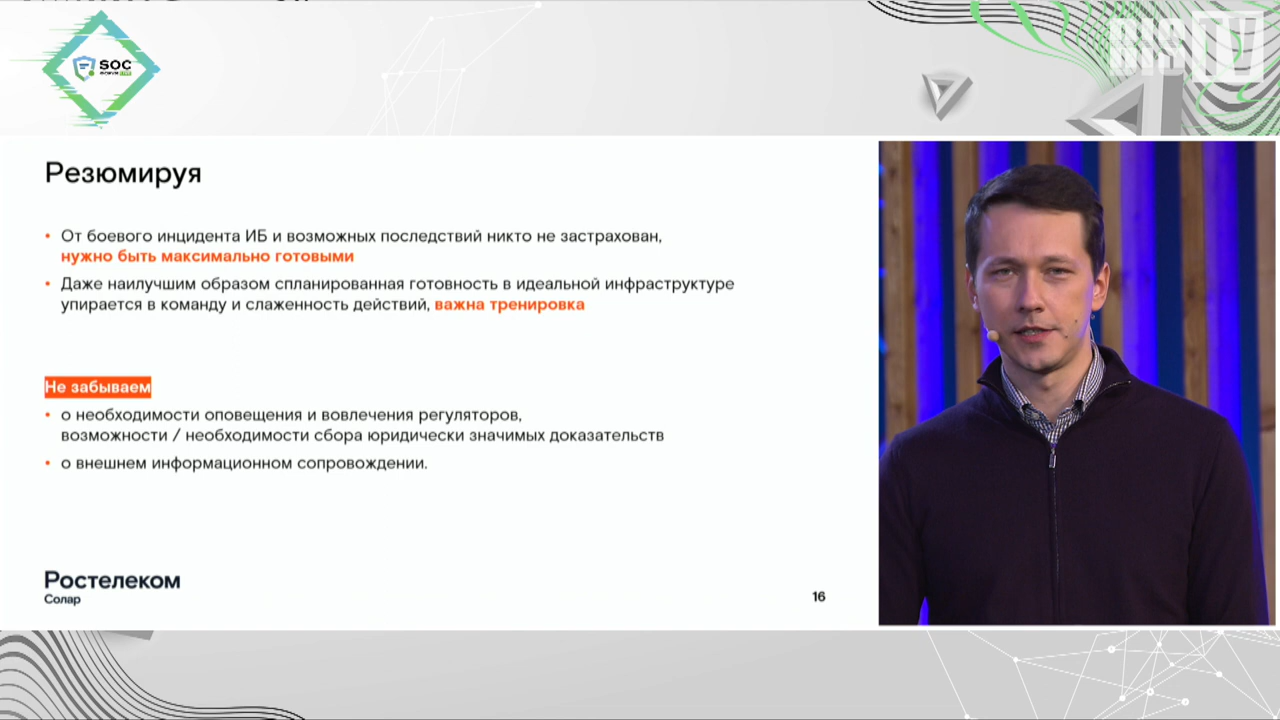 SOC
BIS TV
Резюмируя
• От боевого инцидента ИБ и возможных последствий никто не застрахован,
нужно быть максимально готовыми
• Даже наилучшим образом спланированная готовность в идеальной инфраструктуре
упирается в команду и слаженность действий, важна тренировка
Не забываем
• о необходимости оповещения и вовлечения регуляторов,
возможности / необходимости сбора юридически значимых доказательств
• о внешнем информационном сопровождении.
Ростелеком
Солар
16